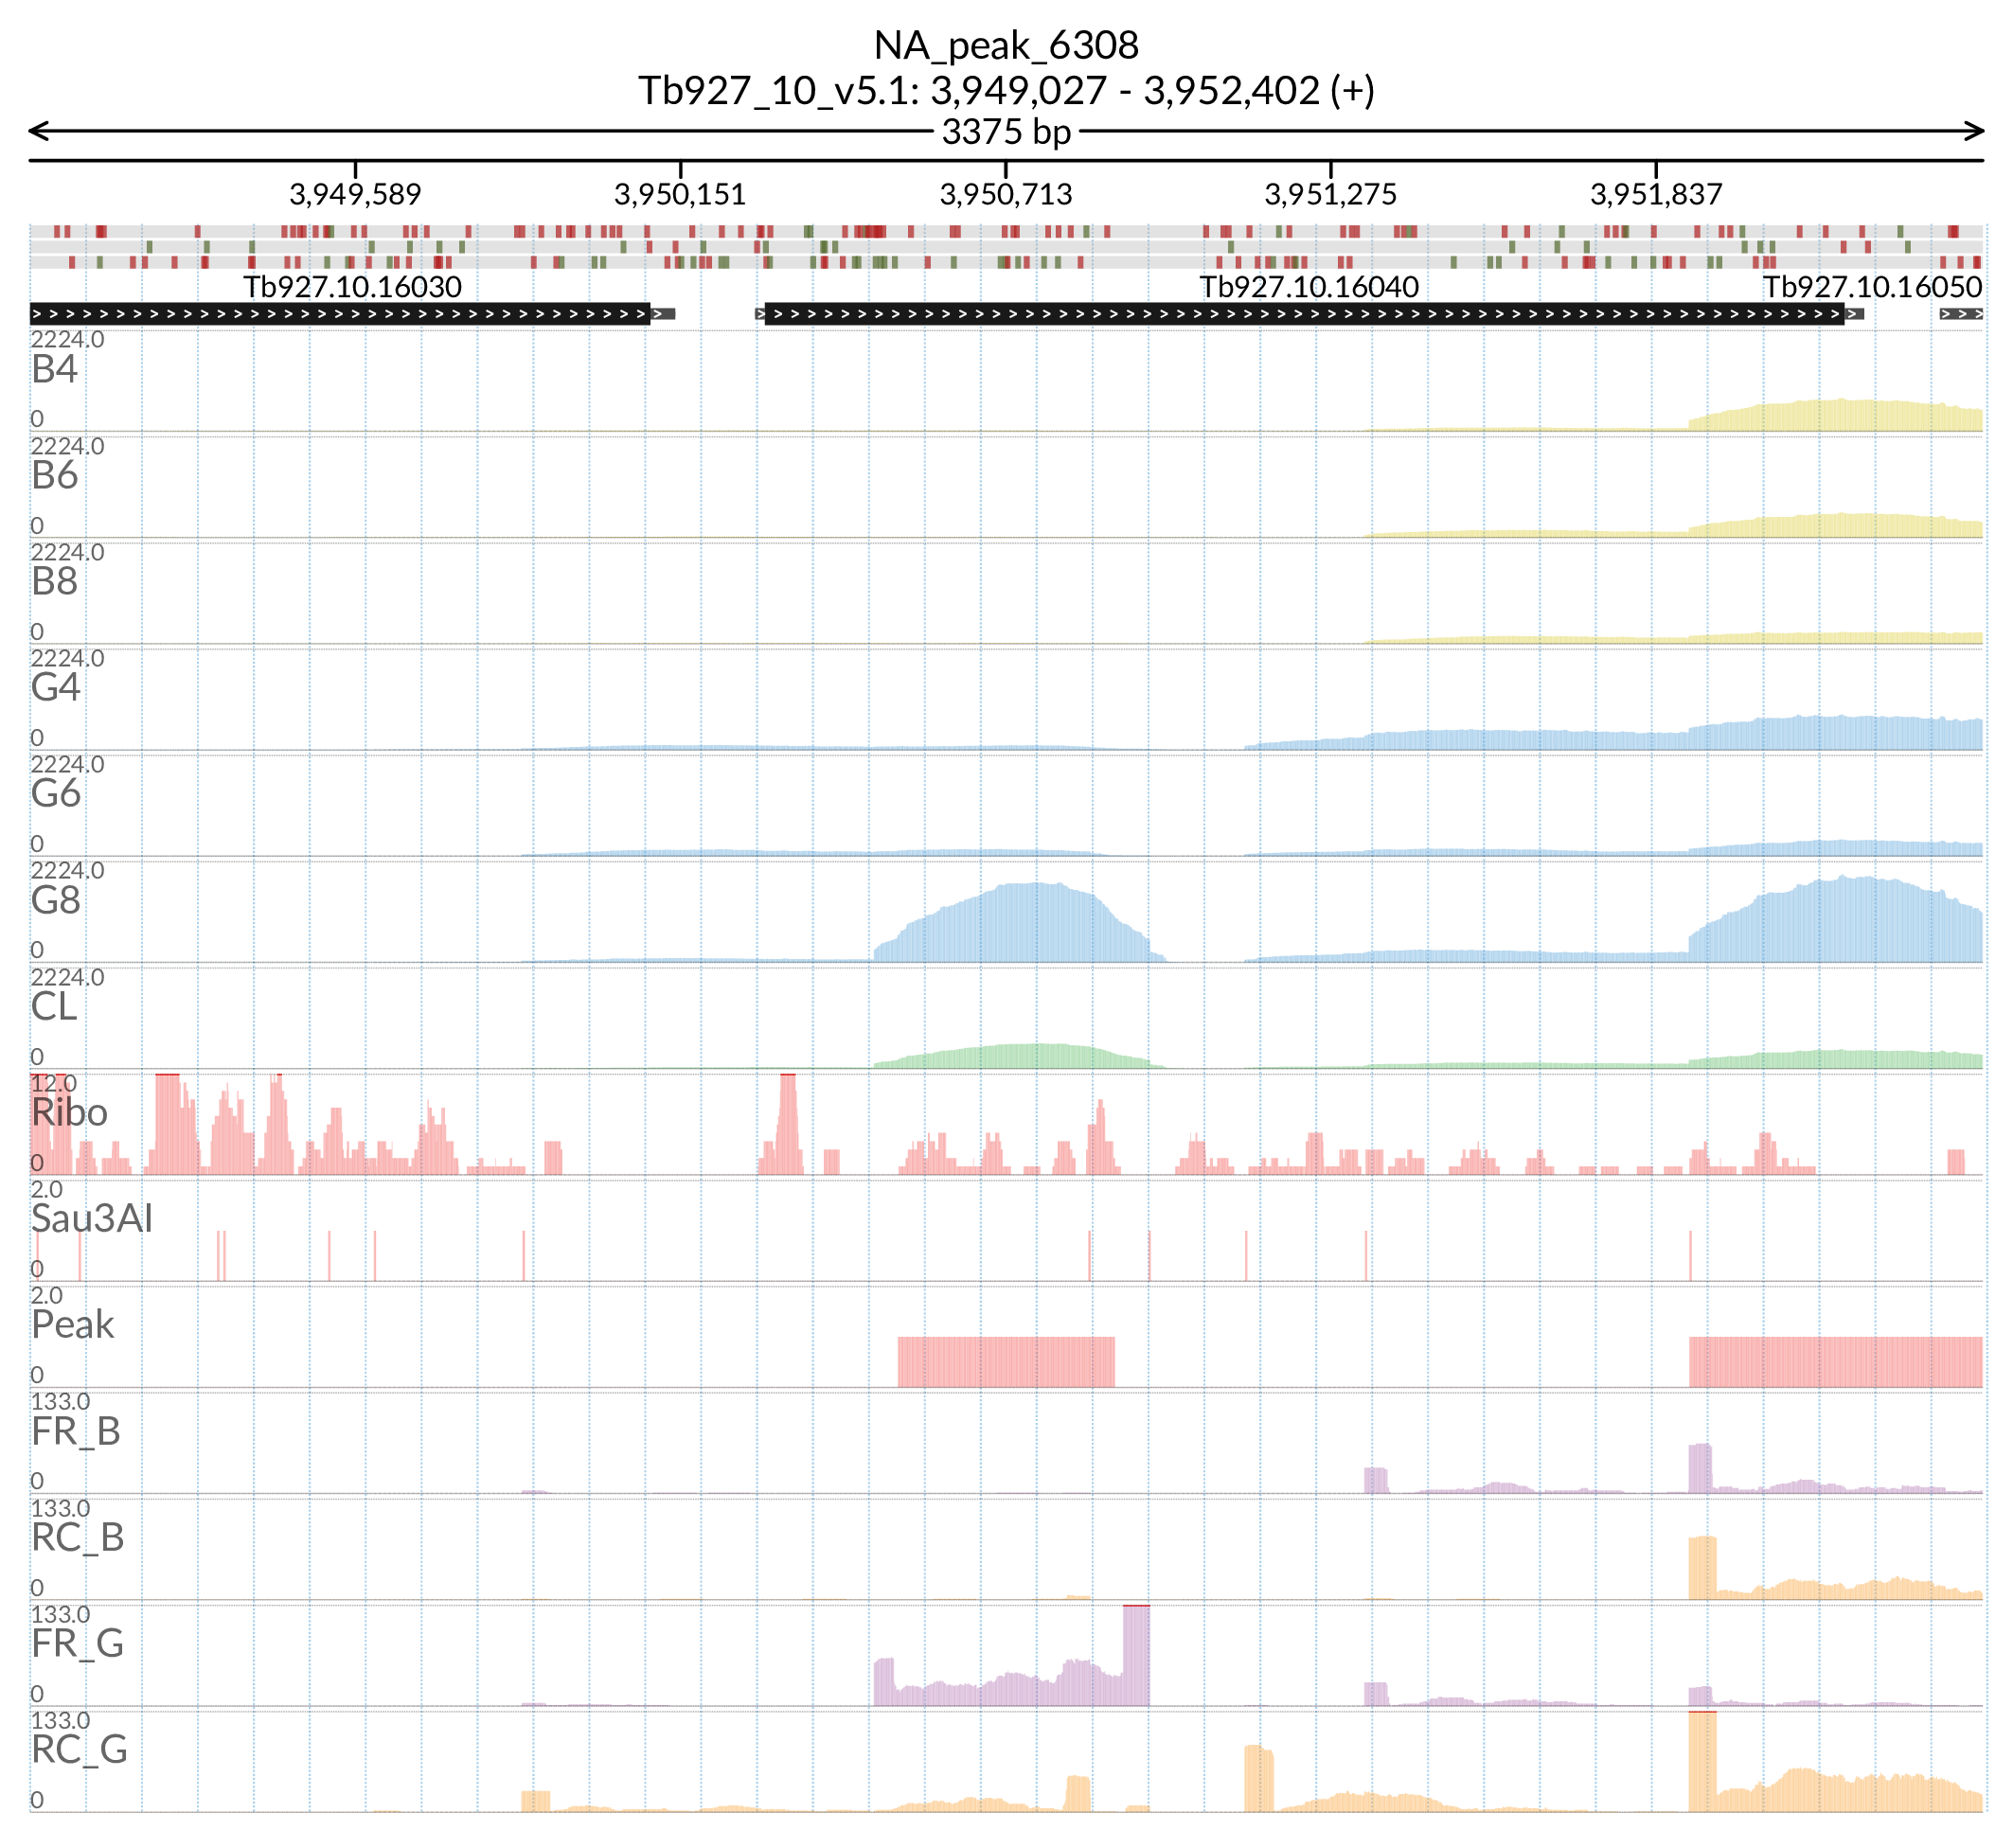 NA_peak_6308
Tb927_10_v5.1: 3,949,027 - 3,952,402 (+)
3375 bp
3,949,589 3,950,151 3,950,713 3,951,275 3,951,837
Tb927.10.16030 Tb927.10.16040 Tb927.10.16050
2224.0
B4
0
2224.0
B6
0
2224.0
B8
0
2224.0
G4
0
2224.0
G6
0
2224.0
G8
0
2224.0
CL
0
12.0
Ribo
0
2.0
Sau3AI
0
2.0
Peak
0
133.0
FR_B
0
133.0
RC_B
0
133.0
FR_G
0
133.0
RC_G
0